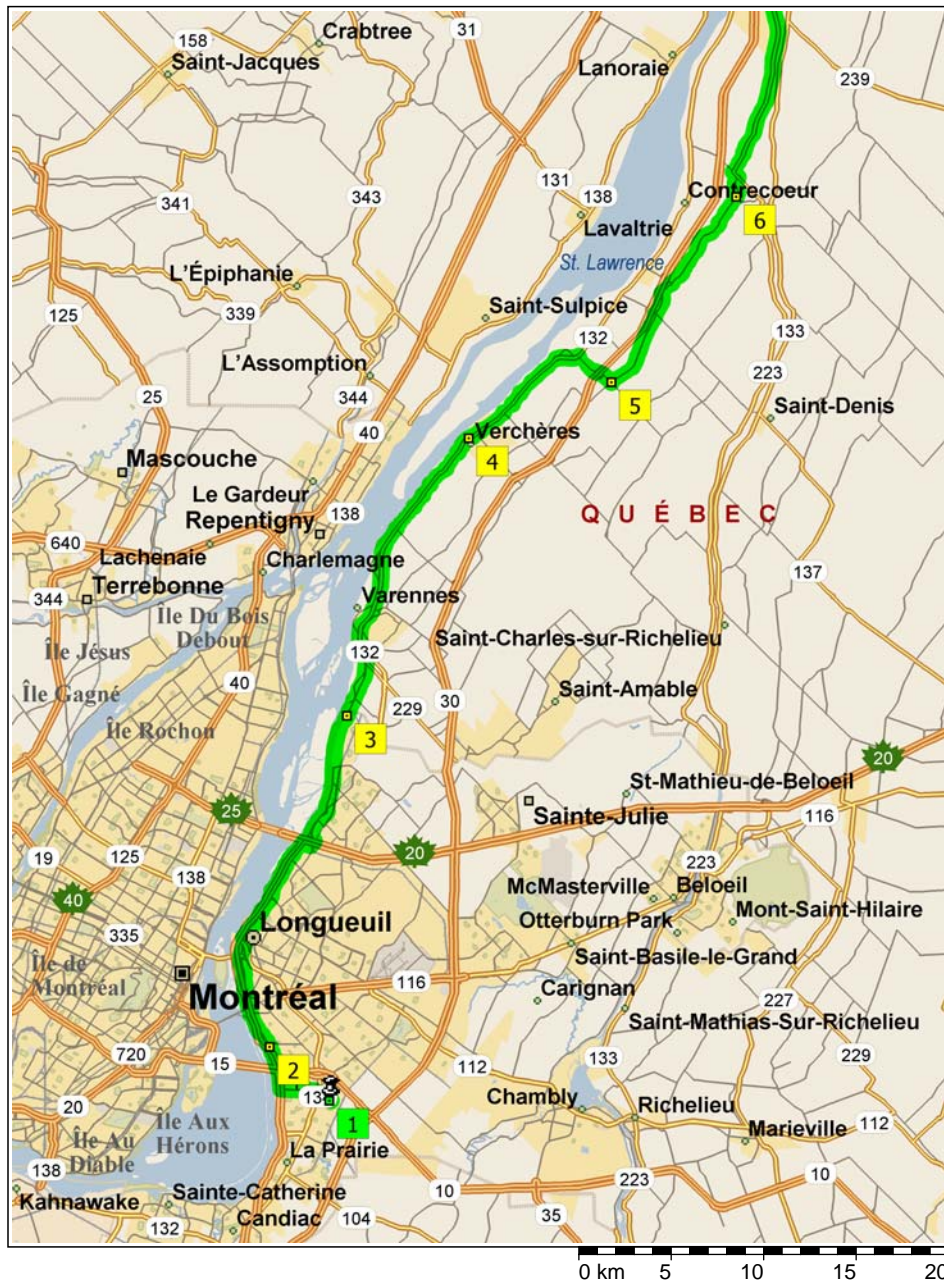 Crabtree
31
158
Saint-Jacques
Lanoraie
239
131
138
343
341
Contrecoeur
6
Lavaltrie
L'Épiphanie
St. Lawrence
339
Saint-Sulpice
125
132
133
L'Assomption
223
25
344
5
Saint-Denis
40
Verchères
4
Mascouche
Le Gardeur
QUÉBEC
Repentigny
138
640
Lachenaie
Charlemagne
137
344
Terrebonne
Varennes
Île Du Bois
Debout
Île Jésus
132
Saint-Charles-sur-Richelieu
Île Gagné
40
Saint-Amable
30
229
Île Rochon
3
20
St-Mathieu-de-Beloeil
25
Sainte-Julie
116
19
125
20
138
223
40
McMasterville
Beloeil
Otterburn Park
Mont-Saint-Hilaire
Longueuil
335
Saint-Basile-le-Grand
Île de
Montréal
116
Montréal
Carignan
227
Saint-Mathias-Sur-Richelieu
720
15
2
133
229
112
20
Chambly
Richelieu
1
Île Aux
Hérons
Marieville
112
Île Au
Diable
La Prairie
138
10
10
223
Kahnawake
Sainte-Catherine
132
Candiac
104
35
0 km 5 10 15 20